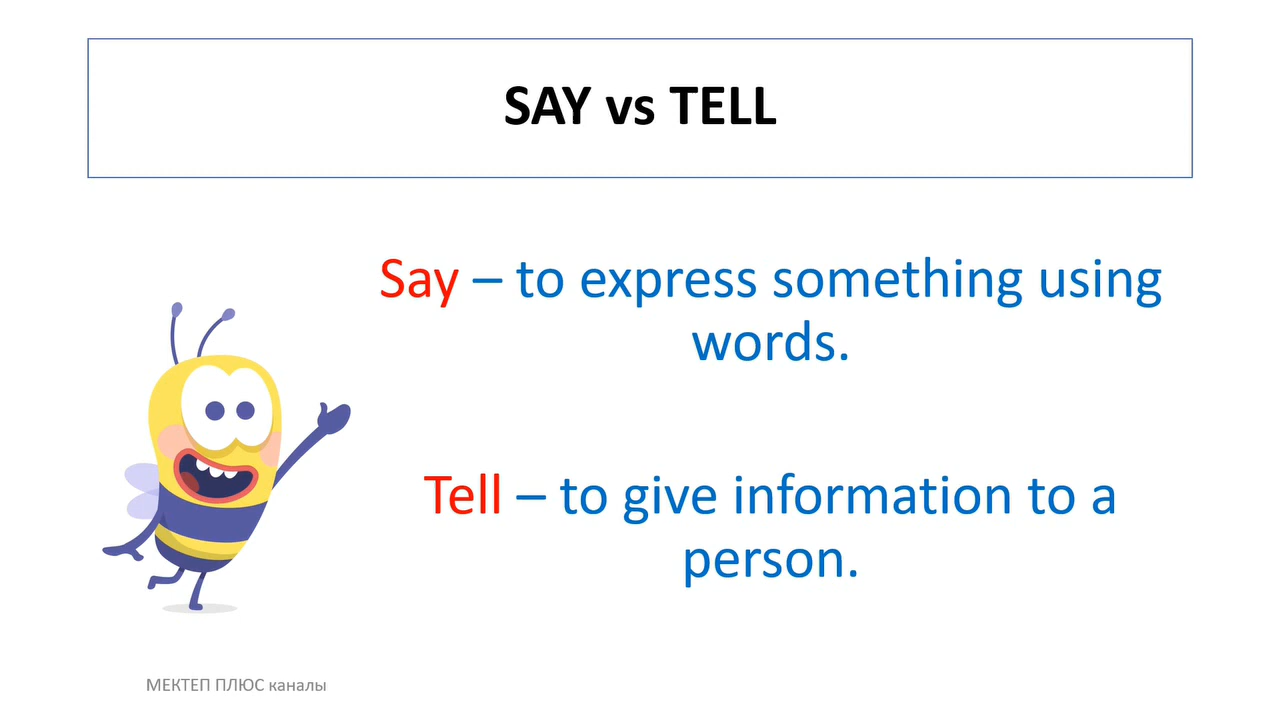 SAY vs TELL
Say – to express something using
words.
Tell – to give information to a
person.
МЕКТЕП ПЛЮС каналы